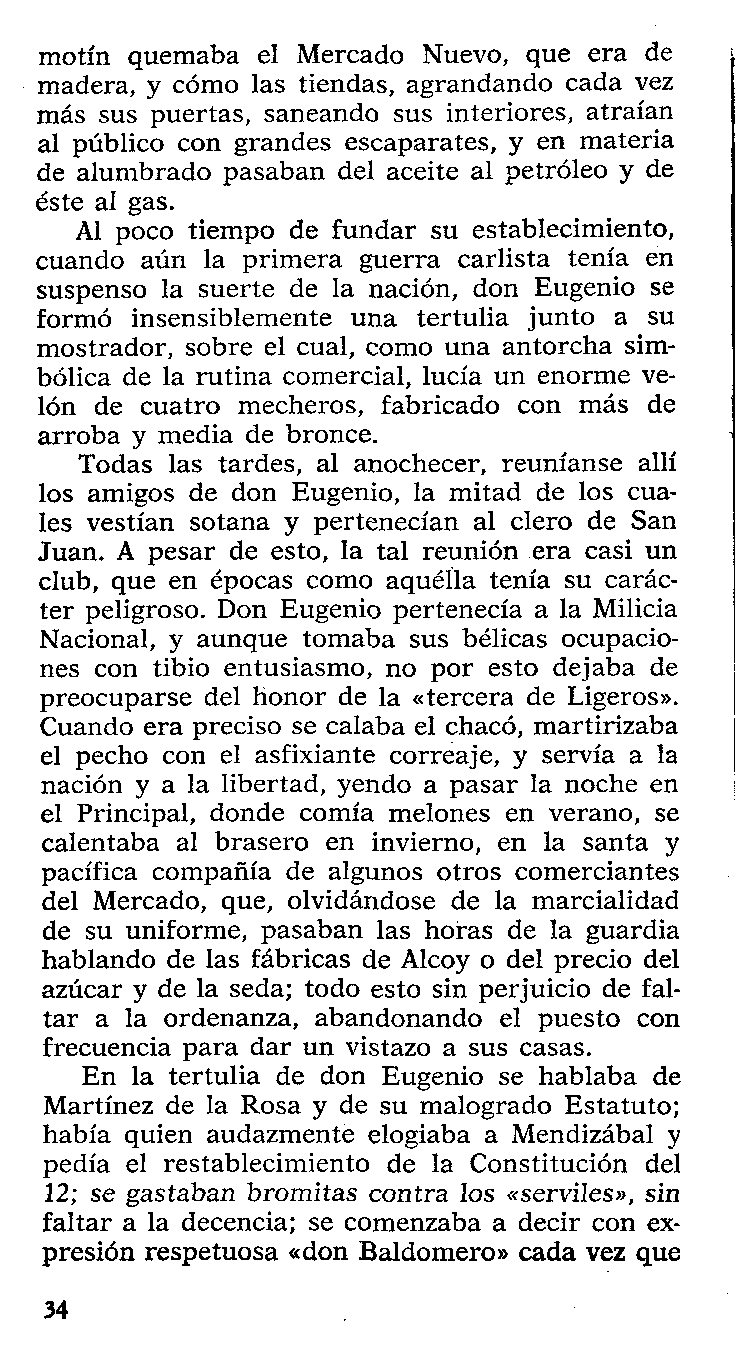 motín quemaba el Mercado Nuevo, que era de
madera, y cómo las tiendas, agrandando cada vez
más sus puertas, saneando sus interiores, atraían
al público con grandes escaparates, y en materia
de alumbrado pasaban del aceite al petróleo y de
éste al gas.
Al poco tiempo de fundar su establecimiento,
cuando aún la primera guerra carlista tenía en
suspenso la suerte de la nación, don Eugenio se
formó insensiblemente una tertulia junto a su
mostrador, sobre el cual, como una antorcha sim-
bólica de la rutina comercial, lucía un enorme ve-
lón de cuatro mecheros, fabricado con más de
arroba y media de bronce.
Todas las tardes, al anochecer, reuníanse allí
los amigos de don Eugenio, la mitad de los cua-
les vestían sotana y pertenecían al clero de San
Juan. A pesar de esto, la tal reunión era casi un
club, que en épocas como aquélla tenía su carác-
ter peligroso. Don Eugenio pertenecía a la Milicia
Nacional, y aunque tomaba sus bélicas ocupacio-
nes con tibio entusiasmo, no por esto dejaba de
preocuparse del honor de la «tercera de Ligeros».
Cuando era preciso se calaba el chacó, martirizaba
el pecho con el asfixiante correaje, y servía a la
nación y a la libertad, yendo a pasar la noche en
el Principal, donde comía melones en verano, se
calentaba al brasero en invierno, en la santa y
pacífica compañía de algunos otros comerciantes
del Mercado, que, olvidándose de la marcialidad
de su uniforme, pasaban las horas de la guardia
hablando de las fábricas de Alcoy o del precio del
azúcar y de la seda; todo esto sin perjuicio de fal-
tar a la ordenanza, abandonando el puesto con
frecuencia para dar un vistazo a sus casas.
En la tertulia de don Eugenio se hablaba de
Martínez de la Rosa y de su malogrado Estatuto;
había quien audazmente elogiaba a Mendizábal y
pedía el restablecimiento de la Constitución del
12; se gastaban bromitas contra los «serviles», sin
faltar a la decencia; se comenzaba a decir con ex-
presión respetuosa «don Baldomero» cada vez que
34